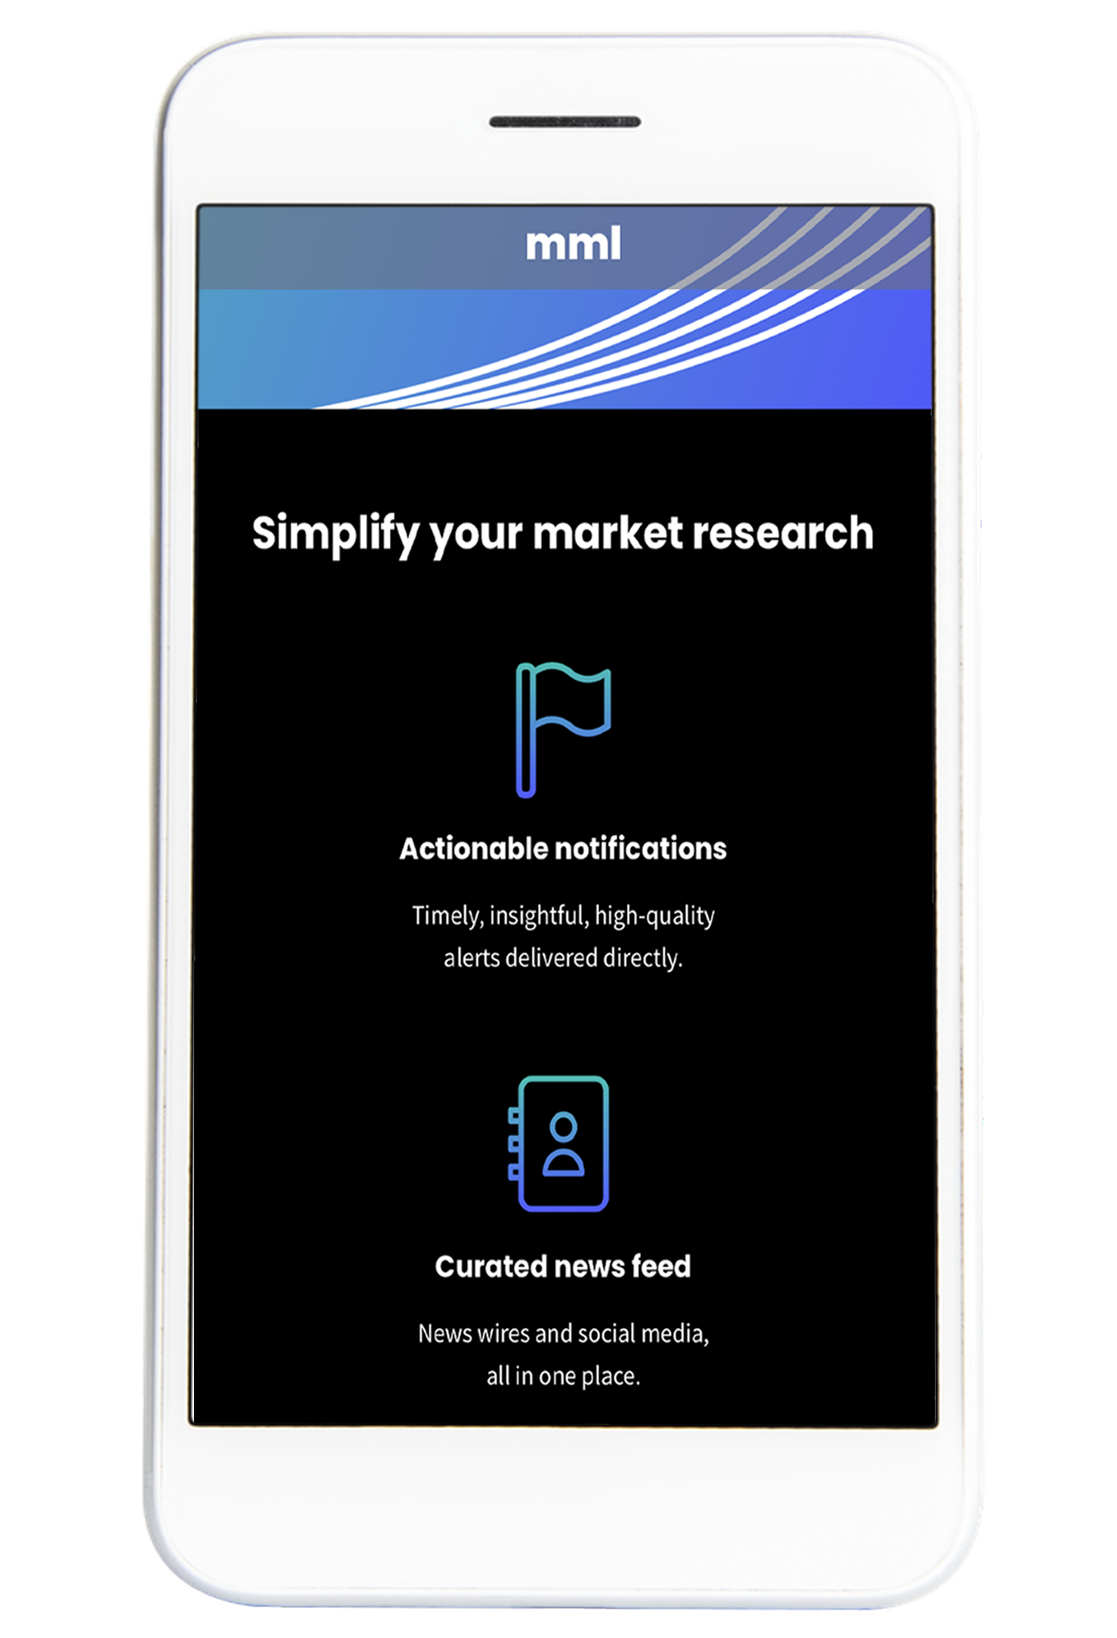 mml
Simplify your market research
Actionable notifications
Timely, insightful, high-quality
alerts delivered directly.
Curated news feed
News wires and social media,
all in one place.